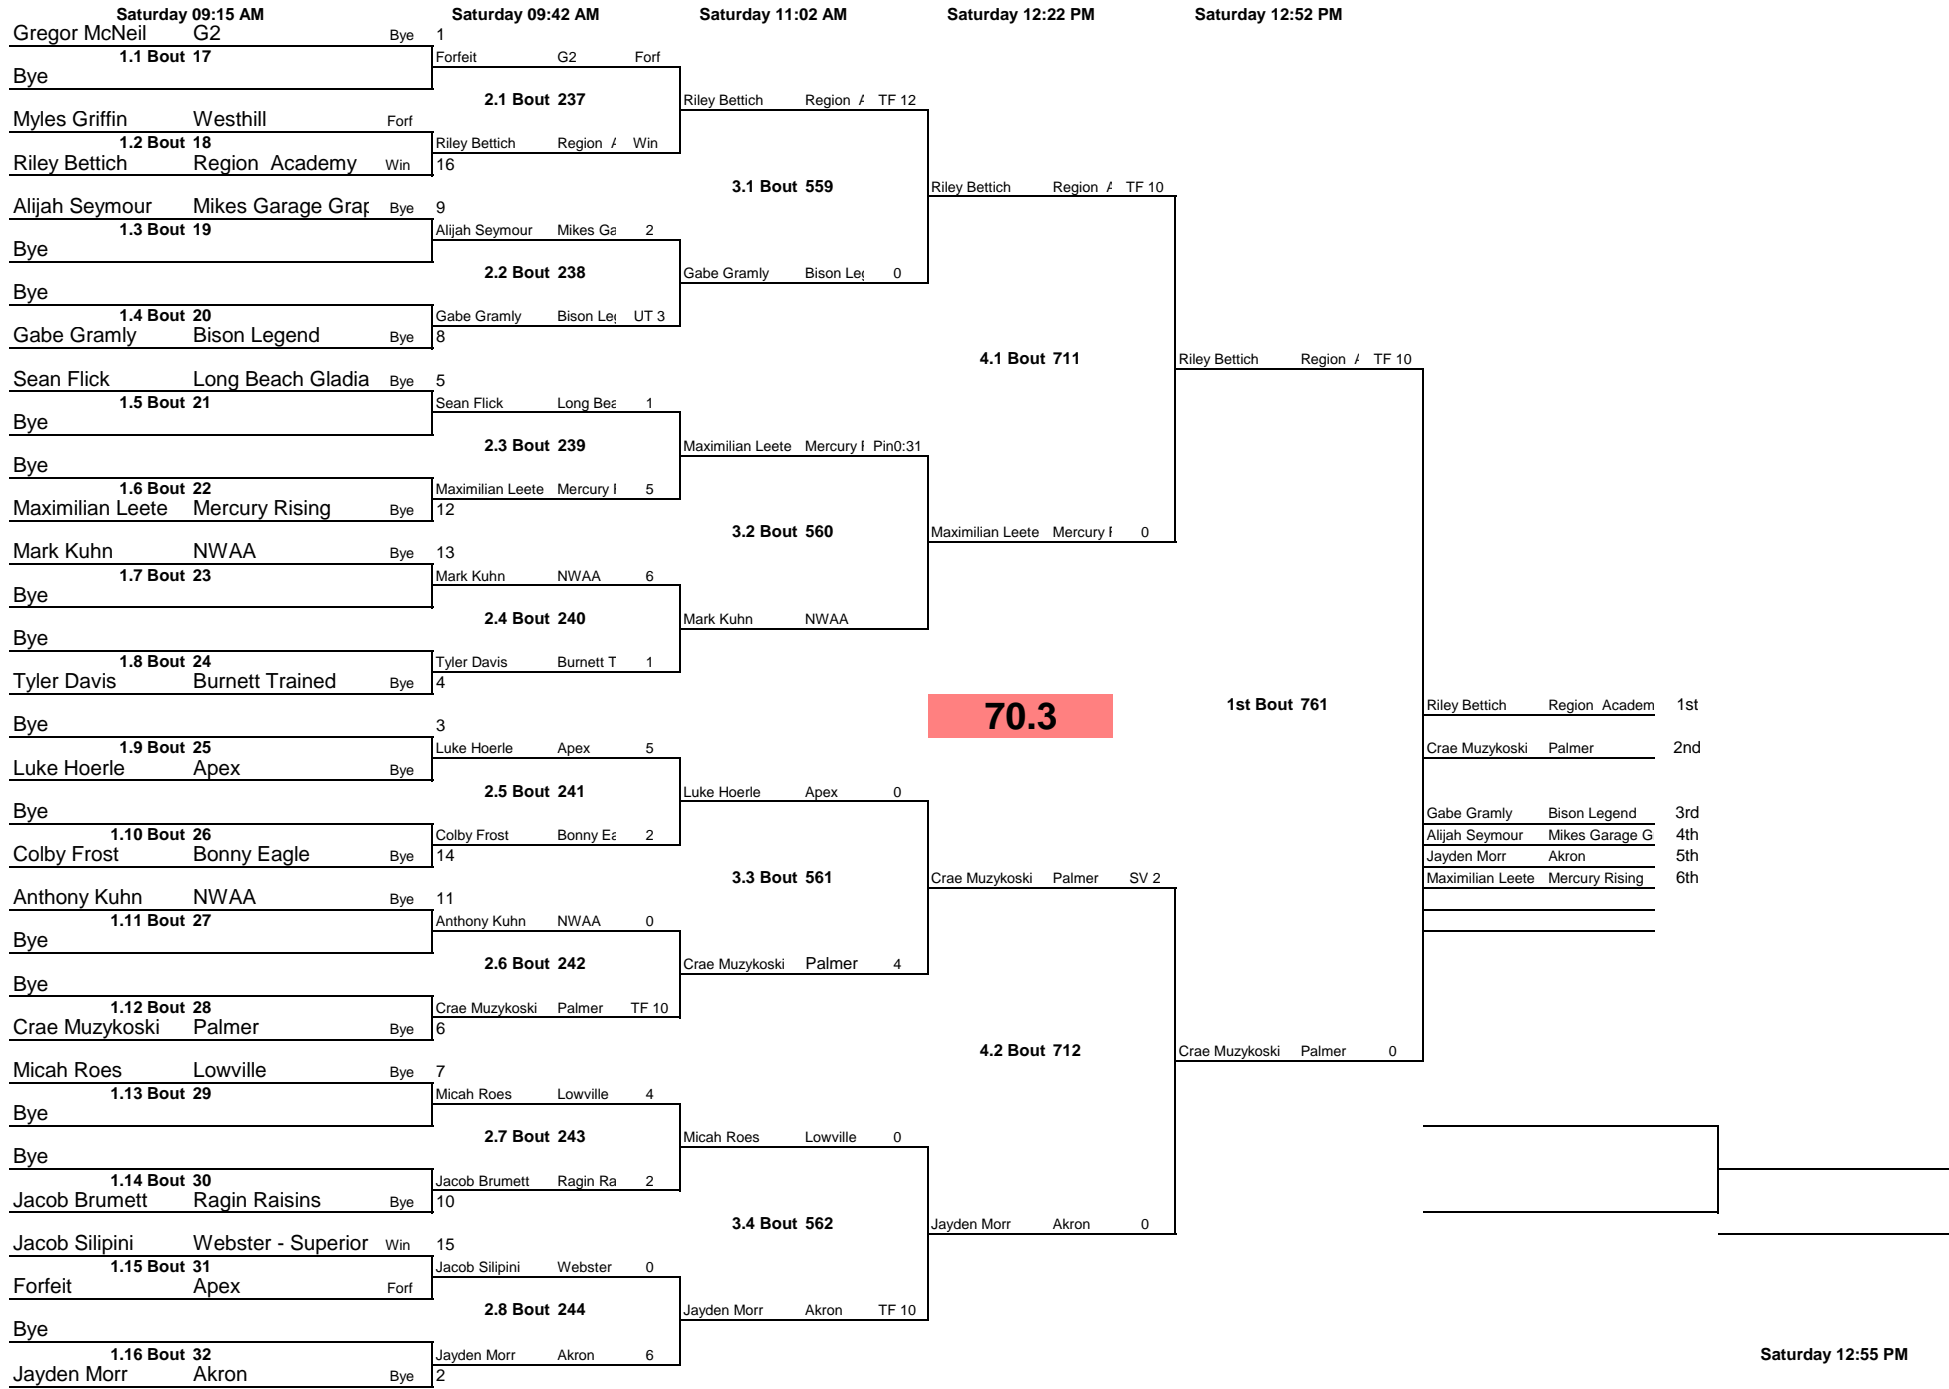 Saturday 09:15 AM Saturday 09:42 AM Saturday 11:02 AM Saturday 12:22 PM Saturday 12:52 PM
Gregor McNeil G2 Bye 1
1.1 Bout 17 Forfeit G2 Forf
Bye
2.1 Bout 237 Riley Bettich Region TF 12
Myles Griffin Westhill Forf
1.2 Bout 18 Riley Bettich Region Win
Riley Bettich Region Academy Win 16
3.1 Bout 559 Riley Bettich Region TF 10
Alijah Seymour Mikes Garage Grap Bye 9
1.3 Bout 19 Alijah Seymour Mikes Ga 2
Bye
2.2 Bout 238 Gabe Gramly Bison Leg 0
Bye
1.4 Bout 20 Gabe Gramly Bison Leg UT 3
Gabe Gramly Bison Legend Bye 8
4.1 Bout 711 Riley Bettich Region TF 10
Sean Flick Long Beach Gladia Bye 5
1.5 Bout 21 Sean Flick Long Bea 1
Bye
2.3 Bout 239 Maximilian Leete Mercury Pin0:31
Bye
1.6 Bout 22 Maximilian Leete Mercury 5
Maximilian Leete Mercury Rising Bye 12
3.2 Bout 560 Maximilian Leete Mercury 0
Mark Kuhn NWAA Bye 13
1.7 Bout 23 Mark Kuhn NWAA 6
Bye
2.4 Bout 240 Mark Kuhn NWAA
Bye
1.8 Bout 24 Tyler Davis Burnett T 1
Tyler Davis Burnett Trained Bye 4
70.3 1st Bout 761 Riley Bettich Region Academ 1st
Bye 3
1.9 Bout 25 Luke Hoerle Apex 5 Crae Muzykoski Palmer 2nd
Luke Hoerle Apex Bye
2.5 Bout 241 Luke Hoerle Apex 0
Bye Gabe Gramly Bison Legend 3rd
1.10 Bout 26 Colby Frost Bonny Ea 2 Alijah Seymour Mikes Garage G 4th
Colby Frost Bonny Eagle Bye 14 Jayden Morr Akron 5th
3.3 Bout 561 Crae Muzykoski Palmer SV 2 Maximilian Leete Mercury Rising 6th
Anthony Kuhn NWAA Bye 11
1.11 Bout 27 Anthony Kuhn NWAA 0
Bye
2.6 Bout 242 Crae Muzykoski Palmer 4
Bye
1.12 Bout 28 Crae Muzykoski Palmer TF 10
Crae Muzykoski Palmer Bye 6
4.2 Bout 712 Crae Muzykoski Palmer 0
Micah Roes Lowville Bye 7
1.13 Bout 29 Micah Roes Lowville 4
Bye
2.7 Bout 243 Micah Roes Lowville 0
Bye
1.14 Bout 30 Jacob Brumett Ragin Ra 2
Jacob Brumett Ragin Raisins Bye 10
3.4 Bout 562 Jayden Morr Akron 0
Jacob Silipini Webster - Superior Win 15
1.15 Bout 31 Jacob Silipini Webster 0
Forfeit Apex Forf
2.8 Bout 244 Jayden Morr Akron TF 10
Bye
1.16 Bout 32 Jayden Morr Akron 6 Saturday 12:55 PM
Jayden Morr Akron Bye 2